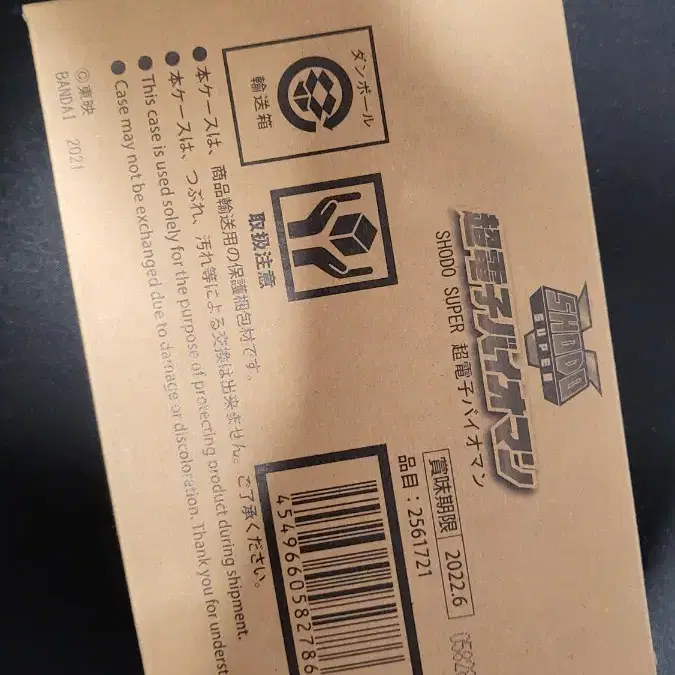 SHODO
SUPER
超電子バイオマン
SHODO SUPER 超電子バイオマン
賞味期限 2022.6
品目：2561721
ダンボール
輸送箱
取扱注意
4549660582786
●本ケースは、商品輸送用の保護梱包材です。
●本ケースは、つぶれ、汚れ等による交換は出来ません。ご了承ください。
●This case is used solely for the purpose of protecting product during shipment.
●Case may not be exchanged due to damage or discoloration. Thank you for underst
©東映
BANDAI 2021